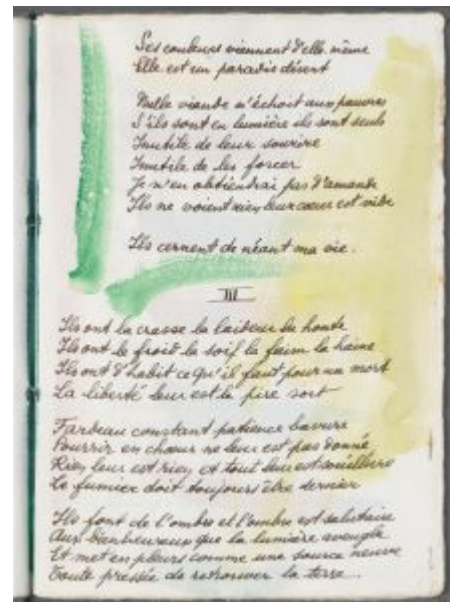 Ses couleurs viennent d'elle-même
Elle est un paradis désert
Nulle viande n'échoit aux pauvres
S'ils sont en lumière ils sont seuls
Inutile de leur sourire
Inutile de les forcer
Je n'en obtiendrai pas d'amande
Ils ne voient rien leur cœur est vide
Ils cernent de néant ma vie.
III
Ils ont la crasse la laideur la honte
Ils ont le froid la soif la faim la haine
Ils ont d'habit ce qu'il faut pour un mort
La liberté leur est le pire sort
Fardeau constant patience bavure
Pourrir en chœur ne leur est pas donné
Rien leur est rien et tout leur est
Le fumier doit toujours être dernier
Ils font de l'ombre et l'ombre est salutaire
Aux bienheureux que la lumière aveugle
Et met en pleurs comme une source neuve
Toute pressée de retrouver la terre...